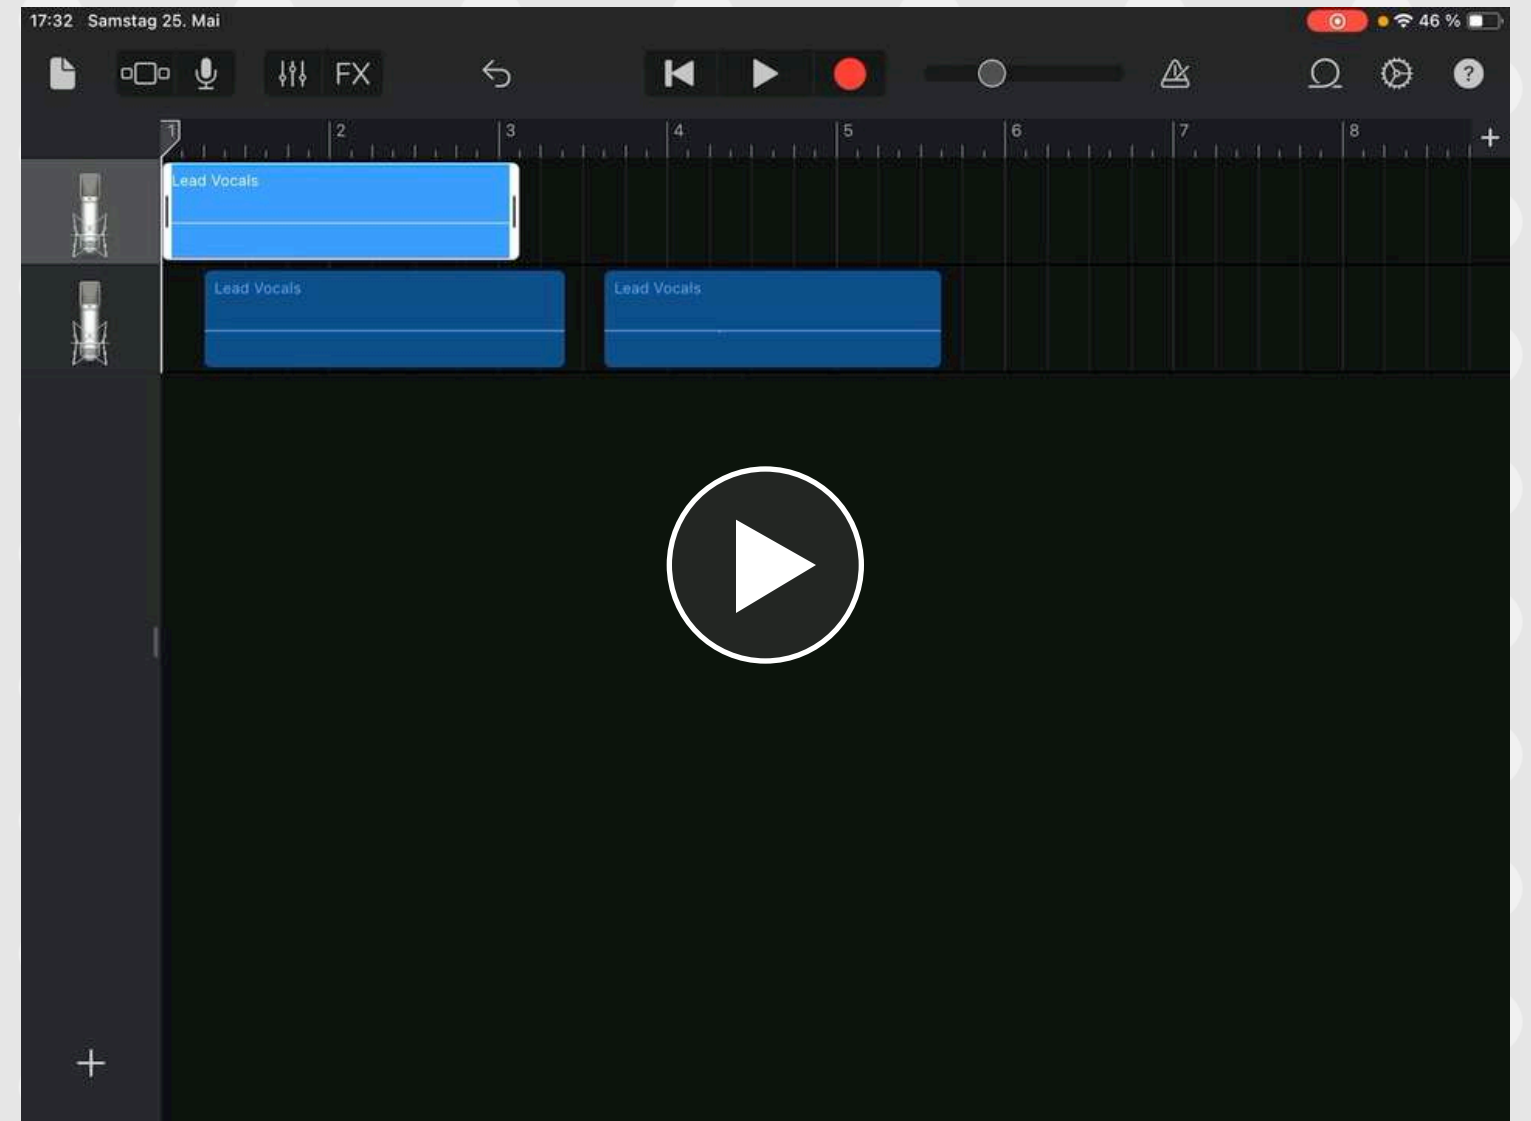 17:32 Samstag 25. Mai 46 %
FX ?
1 2 3 4 5 6 7 8
Lead Vocals
Lead Vocals Lead Vocals